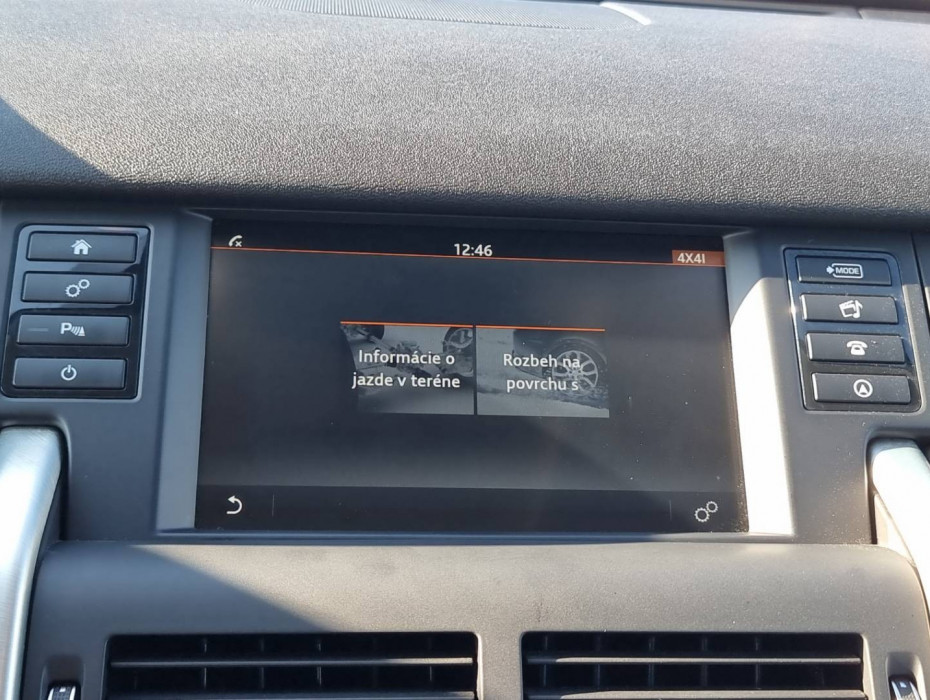 12:46
4X4I
Informácie o
jazde v teréne
Rozbeh na
povrchu s
P
MODE